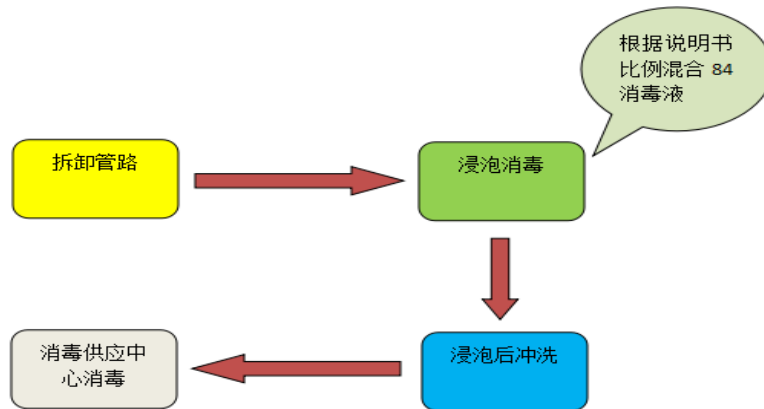 根据说明书
比例混合 84
消毒液
拆卸管路
浸泡消毒
消毒供应中
心消毒
浸泡后冲洗